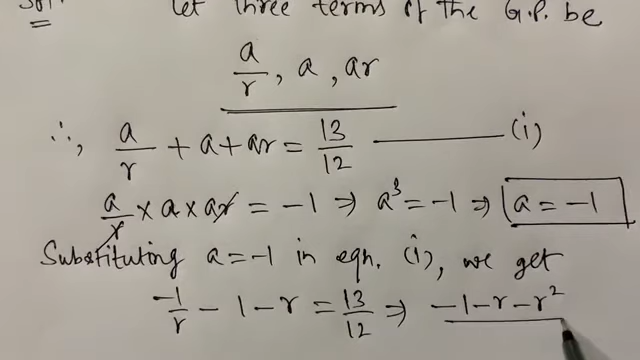 Let three terms of the G.P. be
a/r, a, ar
∴, a/r + a + ar = 13/12 ——— (i)
a/r × a × ar = -1 ⇒ a³ = -1 ⇒ a = -1
Substituting a = -1 in eqn. (i), we get
-1/r - 1 - r = 13/12 ⇒ -1 - r - r²